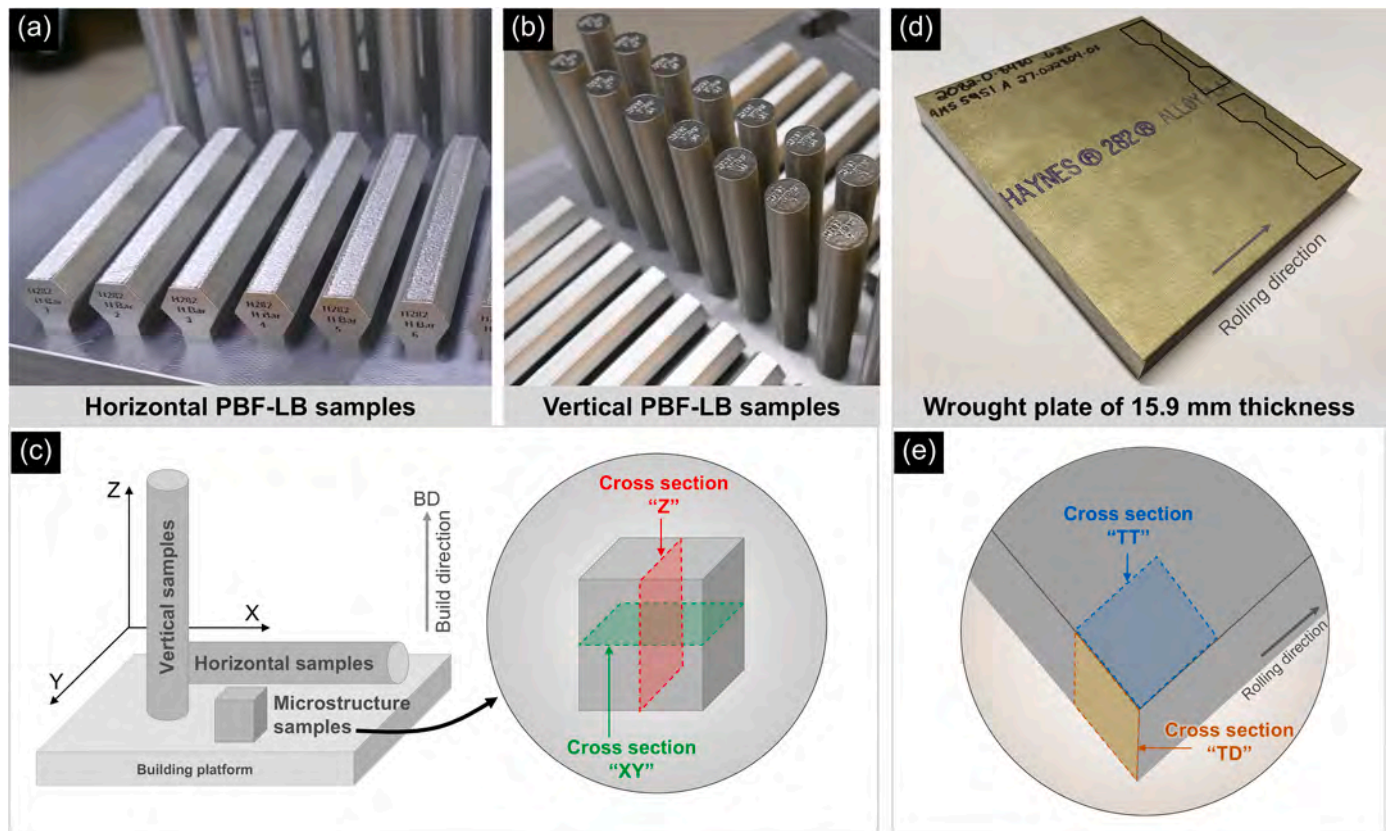 (a)
H282
H Bar
1
H282
H Bar
2
H282
H Bar
3
H282
H Bar
4
H282
H Bar
5
H282
H Bar
6
Horizontal PBF-LB samples
(b)
Vertical PBF-LB samples
(d)
AMS 5951 A
HAYNES® 282® ALLOY
Rolling direction
Wrought plate of 15.9 mm thickness
(c)
Z
X
Y
Vertical samples
Horizontal samples
Microstructure
samples
Building platform
BD
Build direction
Cross section
“Z”
Cross section
“XY”
(e)
Cross section
“TT”
Rolling direction
Cross section
“TD”